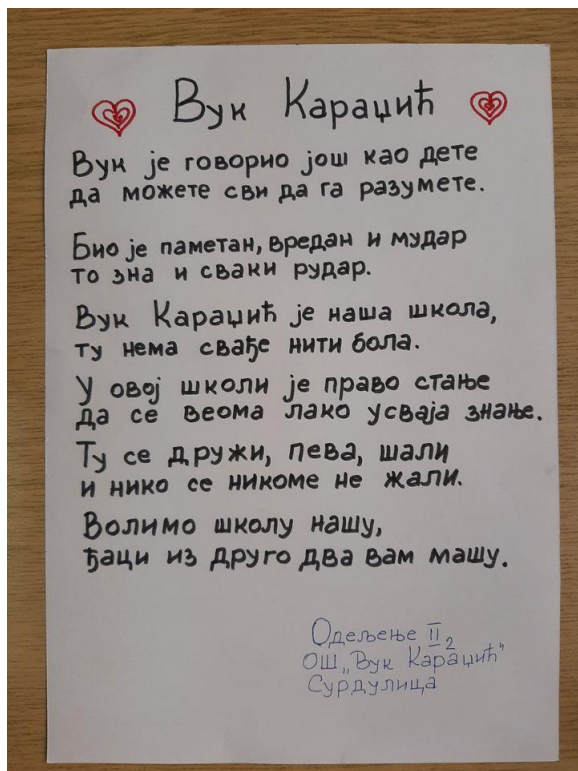 Вук Караџић
Вук је говорио још као дете
да можете сви да га разумете.
Био је паметан, вредан и мудар
то зна и сваки рудар.
Вук Караџић је наша школа,
ту нема свађе нити бола.
У овој школи је право стање
да се веома лако усваја знање.
Ту се дружи, пева, шали
и нико се никоме не жали.
Волимо школу нашу,
ђаци из друго два вам машу.
Одељење II2
ОШ „Вук Караџић"
Сурдулица